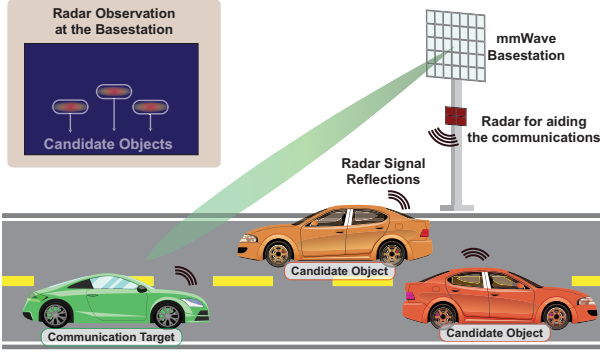 Radar Observation
at the Basestation
Candidate Objects
mmWave
Basestation
Radar for aiding
the communications
Radar Signal
Reflections
Candidate Object
Communication Target
Candidate Object